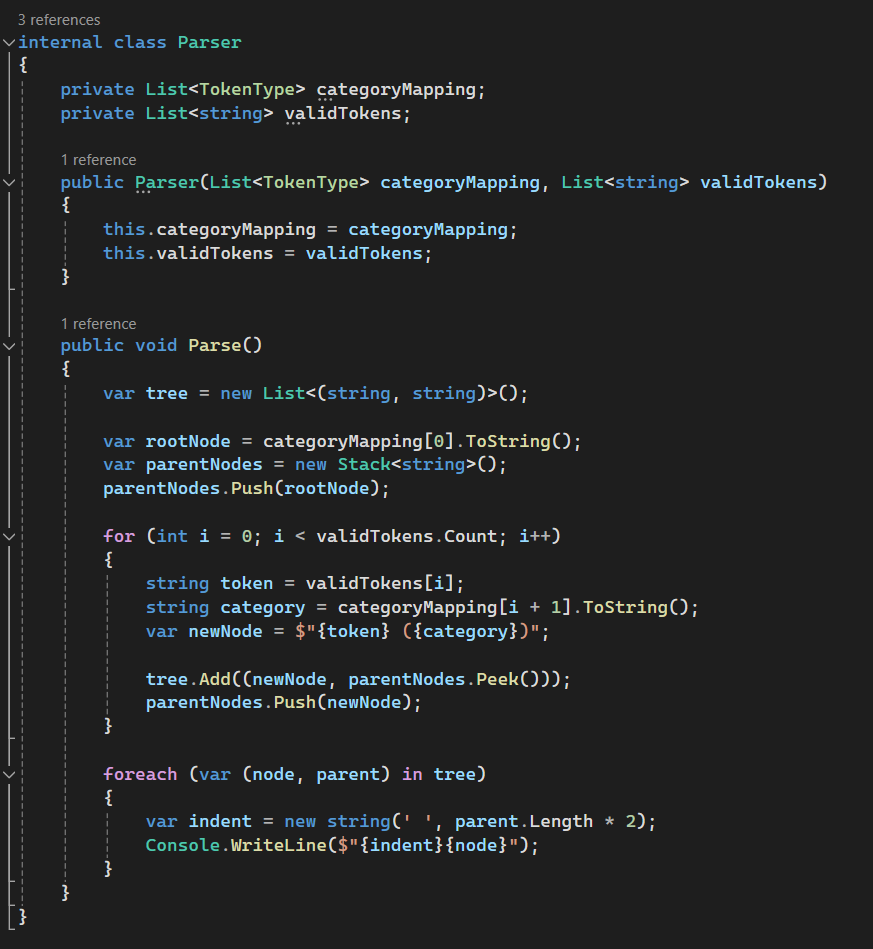 3 references
internal class Parser
{
    private List<TokenType> categoryMapping;
    private List<string> validTokens;

    1 reference
    public Parser(List<TokenType> categoryMapping, List<string> validTokens)
    {
        this.categoryMapping = categoryMapping;
        this.validTokens = validTokens;
    }

    1 reference
    public void Parse()
    {
        var tree = new List<(string, string)>();

        var rootNode = categoryMapping[0].ToString();
        var parentNodes = new Stack<string>();
        parentNodes.Push(rootNode);

        for (int i = 0; i < validTokens.Count; i++)
        {
            string token = validTokens[i];
            string category = categoryMapping[i + 1].ToString();
            var newNode = $"{token} ({category})";

            tree.Add((newNode, parentNodes.Peek()));
            parentNodes.Push(newNode);
        }

        foreach (var (node, parent) in tree)
        {
            var indent = new string(' ', parent.Length * 2);
            Console.WriteLine($"{indent}{node}");
        }
    }
}